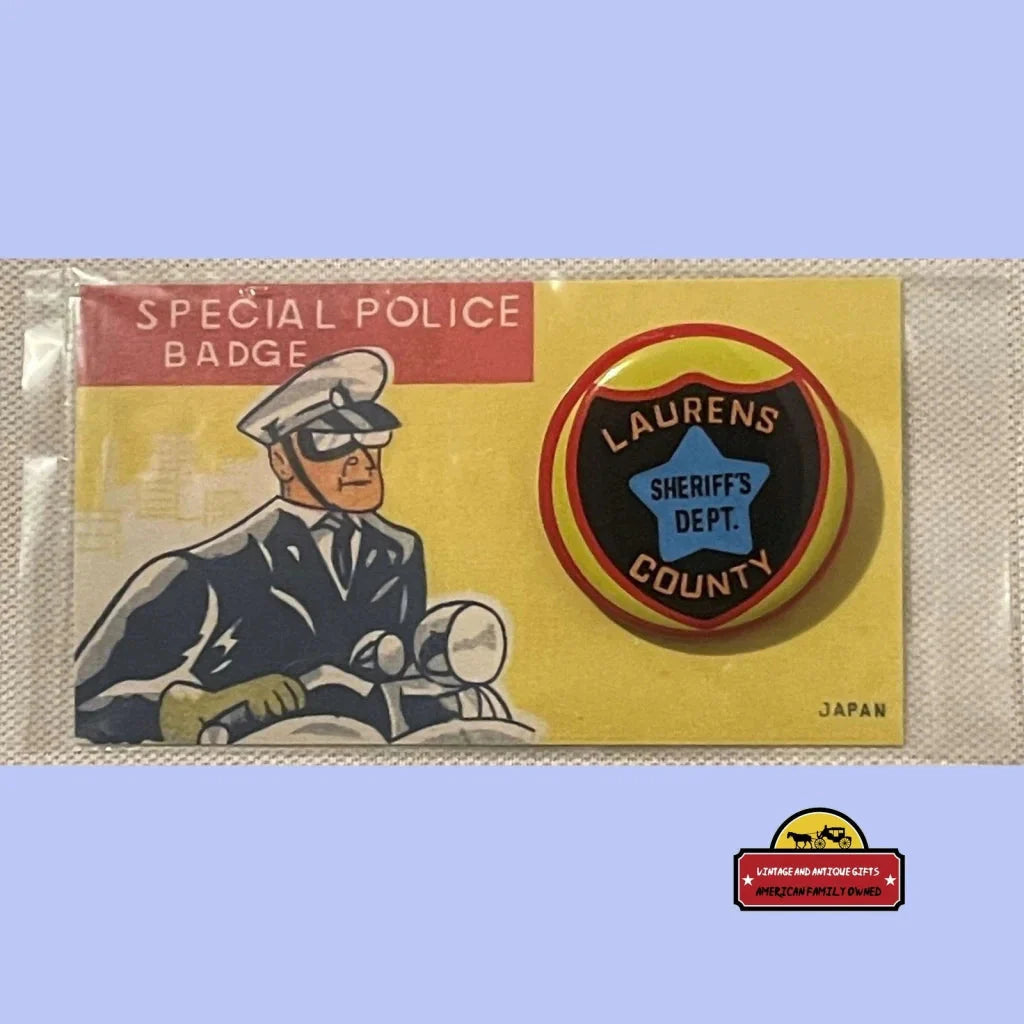 SPECIAL POLICE
BADGE
LAURENS
SHERIFF'S
DEPT.
COUNTY
JAPAN
VINTAGE AND ANTIQUE GIFTS
AMERICAN FAMILY OWNED